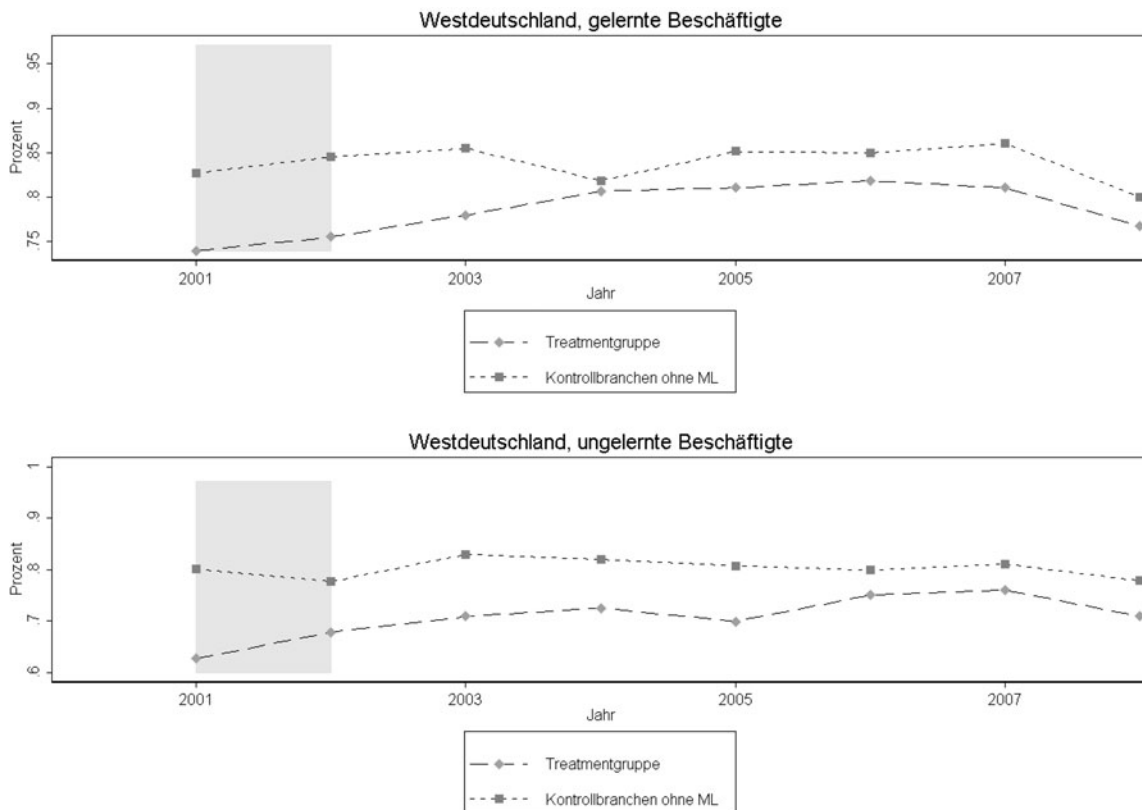 Westdeutschland, gelernte Beschäftigte
Prozent
.95
.9
.85
.8
.75
2001 2003 2005 2007
Jahr
Treatmentgruppe
Kontrollbranchen ohne ML
Westdeutschland, ungelernte Beschäftigte
Prozent
1
.9
.8
.7
.6
2001 2003 2005 2007
Jahr
Treatmentgruppe
Kontrollbranchen ohne ML